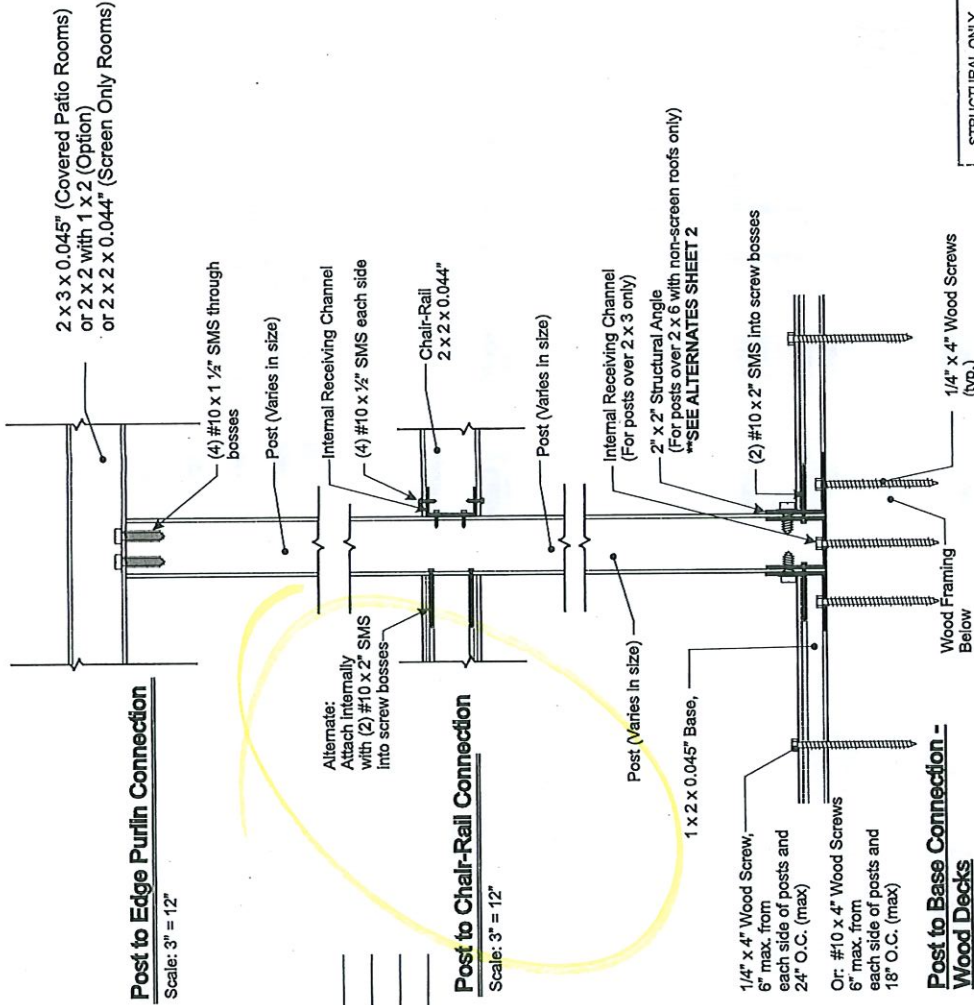 2 x 3 x 0.045" (Covered Patio Rooms)
or 2 x 2 with 1 x 2 (Option)
or 2 x 2 x 0.044" (Screen Only Rooms)
Post to Edge Purlin Connection
Scale: 3" = 12"
(4) #10 x 1 ½" SMS through
bosses
Post (Varies in size)
Internal Receiving Channel
(4) #10 x ½" SMS each side
Chair-Rail
2 x 2 x 0.044"
Alternate:
Attach internally
with (2) #10 x 2" SMS
into screw bosses
Post to Chair-Rail Connection
Scale: 3" = 12"
Post (Varies in size)
Internal Receiving Channel
(For posts over 2 x 3 only)
2" x 2" Structural Angle
(For posts over 2 x 6 with non-screen roofs only)
**SEE ALTERNATES SHEET 2
Post (Varies in size)
1 x 2 x 0.045" Base,
(2) #10 x 2" SMS into screw bosses
1/4" x 4" Wood Screw,
6" max. from
each side of posts and
24" O.C. (max)
Or: #10 x 4" Wood Screws
6" max. from
each side of posts and
18" O.C. (max)
1/4" x 4" Wood Screws
(typ.)
Wood Framing
Below
Post to Base Connection -
Wood Decks
STRUCTURAL ONLY